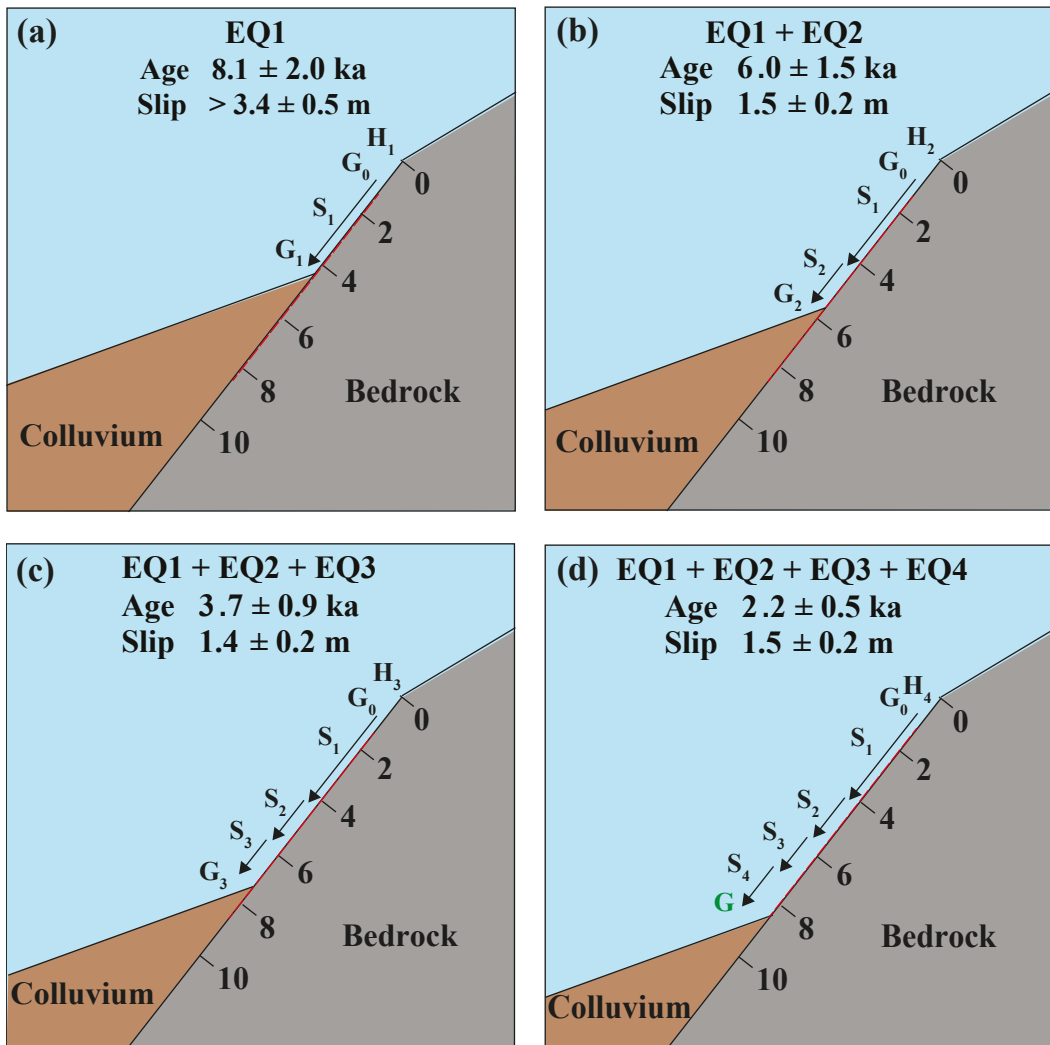 (a)
EQ1
Age 8.1 ± 2.0 ka
Slip > 3.4 ± 0.5 m
H₁
G₀
0
S₁
2
G₁
4
6
8
Bedrock
10
Colluvium
(b)
EQ1 + EQ2
Age 6.0 ± 1.5 ka
Slip 1.5 ± 0.2 m
H₂
G₀
0
S₁
2
S₂
4
G₂
6
8
Bedrock
10
Colluvium
(c)
EQ1 + EQ2 + EQ3
Age 3.7 ± 0.9 ka
Slip 1.4 ± 0.2 m
H₃
G₀
0
S₁
2
S₂
4
S₃
6
G₃
8
Bedrock
10
Colluvium
(d)
EQ1 + EQ2 + EQ3 + EQ4
Age 2.2 ± 0.5 ka
Slip 1.5 ± 0.2 m
G₀ H₄
0
S₁
2
S₂
4
S₃
6
S₄
G
8
Bedrock
10
Colluvium